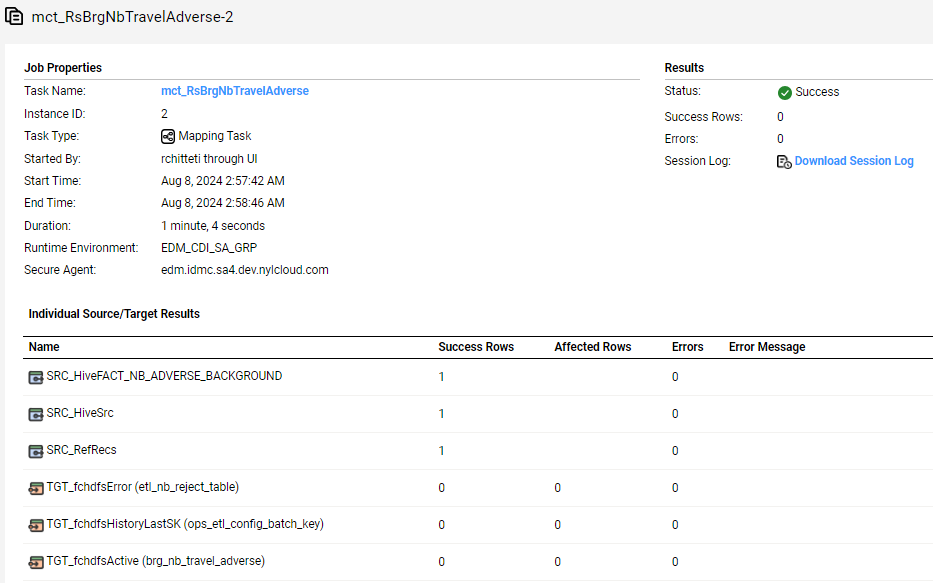 mct_RsBrgNbTravelAdverse-2
Job Properties
Task Name: mct_RsBrgNbTravelAdverse
Instance ID: 2
Task Type: Mapping Task
Started By: rchitteti through UI
Start Time: Aug 8, 2024 2:57:42 AM
End Time: Aug 8, 2024 2:58:46 AM
Duration: 1 minute, 4 seconds
Runtime Environment: EDM_CDI_SA_GRP
Secure Agent: edm.idmc.sa4.dev.nylcloud.com
Results
Status: Success
Success Rows: 0
Errors: 0
Session Log: Download Session Log
Individual Source/Target Results
Name Success Rows Affected Rows Errors Error Message
SRC_HiveFACT_NB_ADVERSE_BACKGROUND 1 0
SRC_HiveSrc 1 0
SRC_RefRecs 1 0
TGT_fchdfsError (etl_nb_reject_table) 0 0 0
TGT_fchdfsHistoryLastSK (ops_etl_config_batch_key) 0 0 0
TGT_fchdfsActive (brg_nb_travel_adverse) 0 0 0